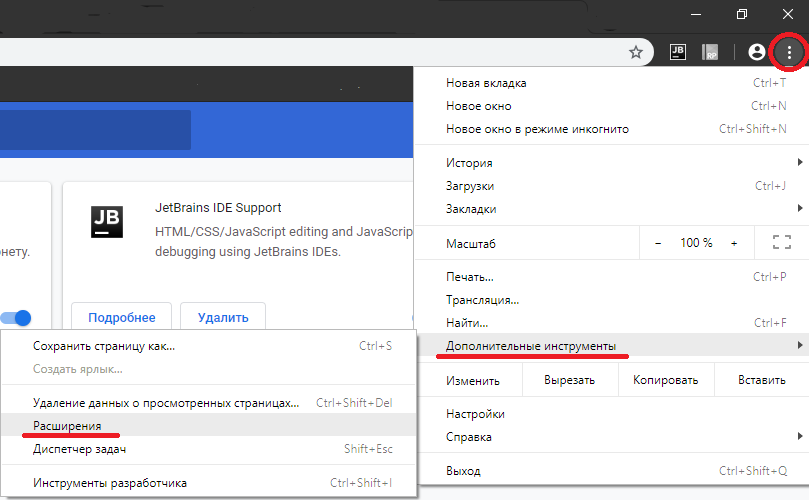 JB
RP
Новая вкладка Ctrl+T
Новое окно Ctrl+N
Новое окно в режиме инкогнито Ctrl+Shift+N
История
Загрузки Ctrl+J
Закладки
Масштаб - 100 % +
Печать... Ctrl+P
Трансляция...
Найти... Ctrl+F
Дополнительные инструменты
Изменить Вырезать Копировать Вставить
Настройки
Справка
Выход Ctrl+Shift+Q
онету.
JB
JetBrains IDE Support
HTML/CSS/JavaScript editing and JavaScrip
debugging using JetBrains IDEs.
Подробнее Удалить
Сохранить страницу как... Ctrl+S
Создать ярлык...
Удаление данных о просмотренных страницах... Ctrl+Shift+Del
Расширения
Диспетчер задач Shift+Esc
Инструменты разработчика Ctrl+Shift+I